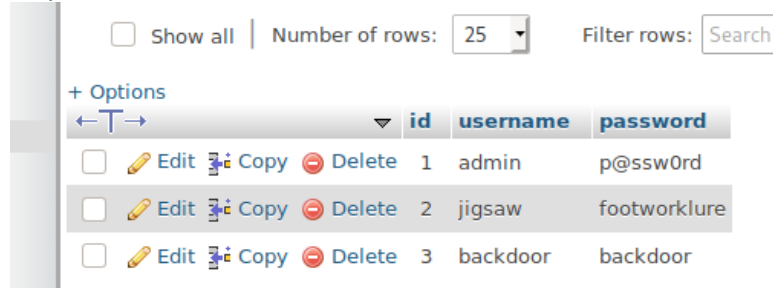 Show all | Number of rows: 25 Filter rows: Search
+ Options
←T→ id username password
Edit Copy Delete 1 admin p@ssw0rd
Edit Copy Delete 2 jigsaw footworklure
Edit Copy Delete 3 backdoor backdoor